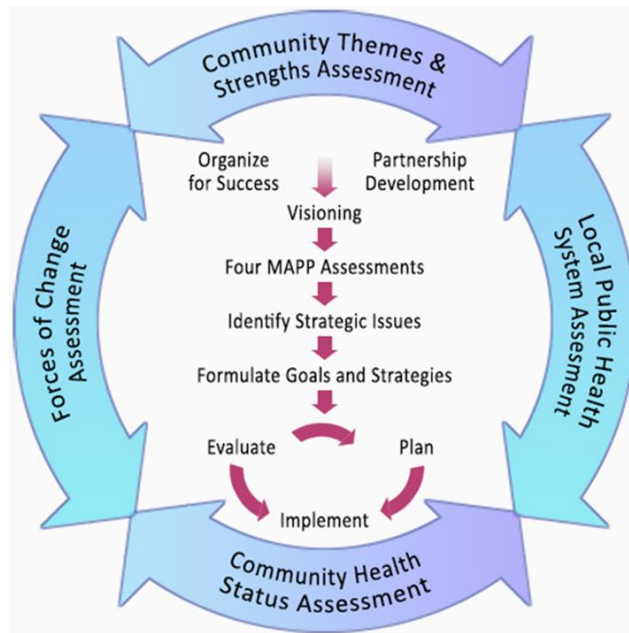 Community Themes &
Strengths Assessment
Organize
for Success
Partnership
Development
Visioning
Four MAPP Assessments
Identify Strategic Issues
Formulate Goals and Strategies
Evaluate
Plan
Implement
Forces of Change
Assessment
Local Public Health
System Assesment
Community Health
Status Assessment